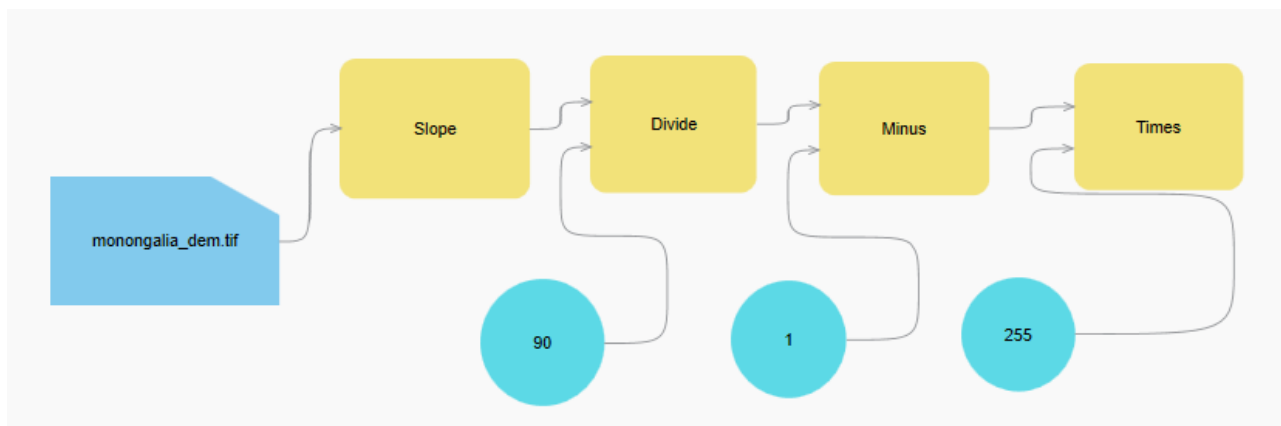 Slope
Divide
Minus
Times
monongalia_dem.tif
90
1
255